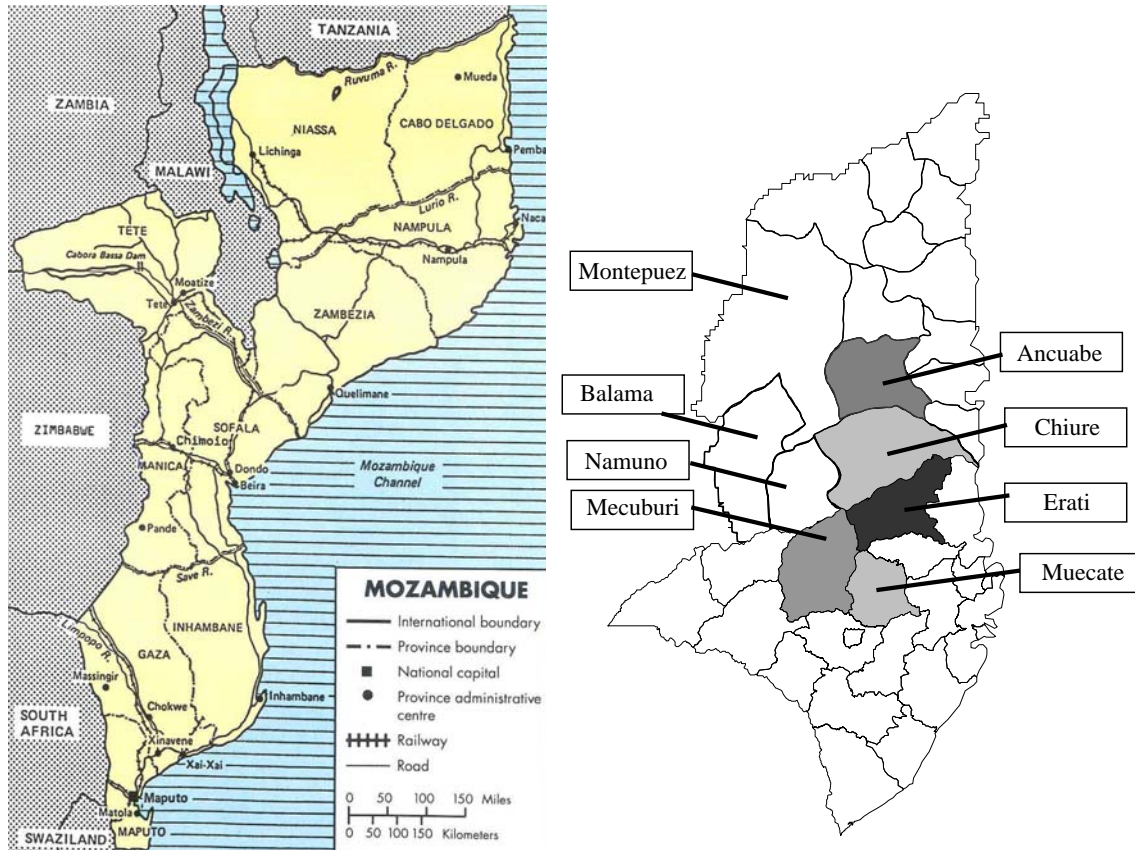 TANZANIA
Ruvuma R.
Mueda
ZAMBIA
NIASSA
CABO DELGADO
Lichinga
Pemba
MALAWI
Lurio R.
TETE
NAMPULA
Naca
Cabora Bassa Dam
Nampula
Moatize
Tete
Zambezi R.
ZAMBEZIA
Quelimane
ZIMBABWE
SOFALA
Chimoio
MANICA
Dondo
Beira
Mozambique
Channel
Pande
Save R.
Limpopo R.
INHAMBANE
GAZA
Massingir
Inhambane
SOUTH
AFRICA
Chokwe
Xinavene
Xai-Xai
Maputo
Matola
MAPUTO
SWAZILAND
MOZAMBIQUE
International boundary
Province boundary
National capital
Province administrative
centre
Railway
Road
0 50 100 150 Miles
0 50 100 150 Kilometers
Montepuez
Ancuabe
Balama
Chiure
Namuno
Mecuburi
Erati
Muecate